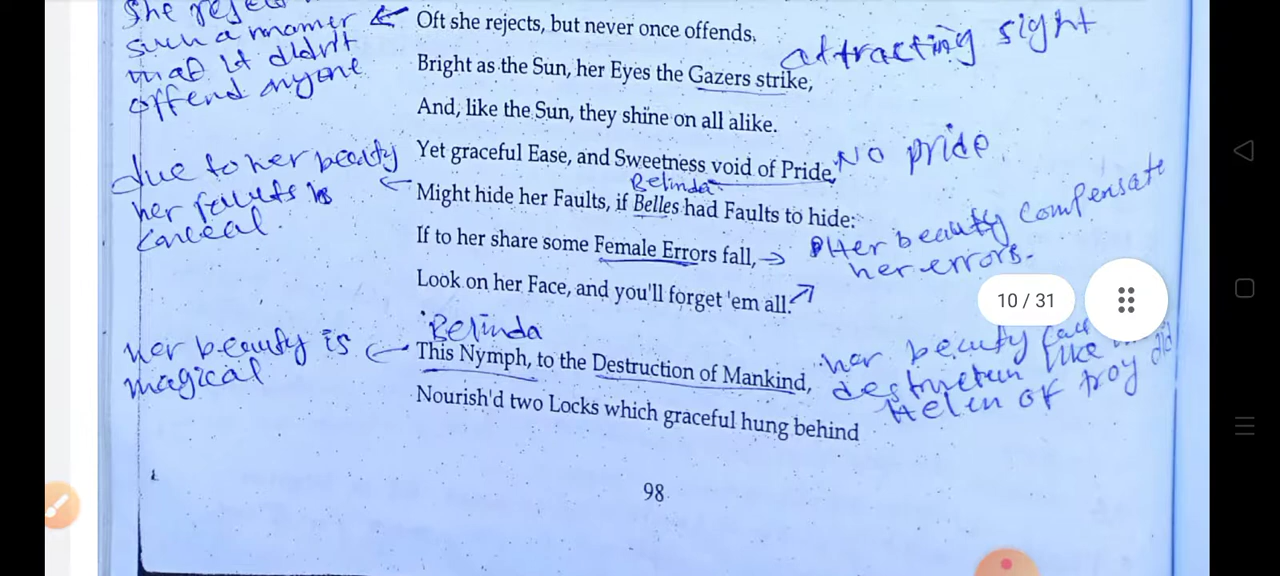 she
such a manner
that it didn't
offend anyone
Oft she rejects, but never once offends.
attracting sight
Bright as the Sun, her Eyes the Gazers strike,
And, like the Sun, they shine on all alike.
Yet graceful Ease, and Sweetness void of Pride,
No pride.
due to her beauty
her faults is
conceal.
Belinda
Might hide her Faults, if Belles had Faults to hide:
If to her share some Female Errors fall,
Her beauty compensate
her errors.
Look on her Face, and you'll forget 'em all.
10 / 31
Belinda
her beauty is
magical
This Nymph, to the Destruction of Mankind,
her beauty
destruction like
Helen of troy did
Nourish'd two Locks which graceful hung behind
98